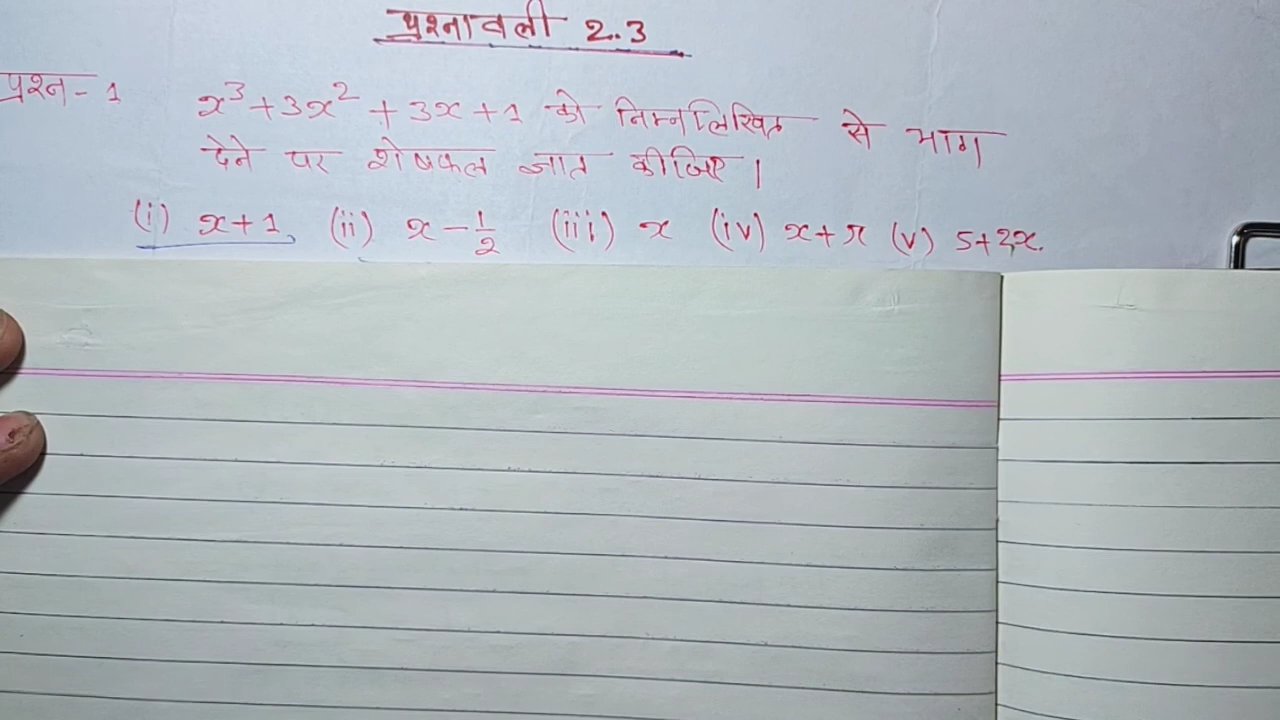 प्रश्नावली 2.3
प्रश्न-1 x³+3x²+3x+1 को निम्नलिखित से भाग
देने पर शेषफल ज्ञात कीजिए।
(i) x+1, (ii) x-1/2 (iii) x (iv) x+π (v) 5+2x.